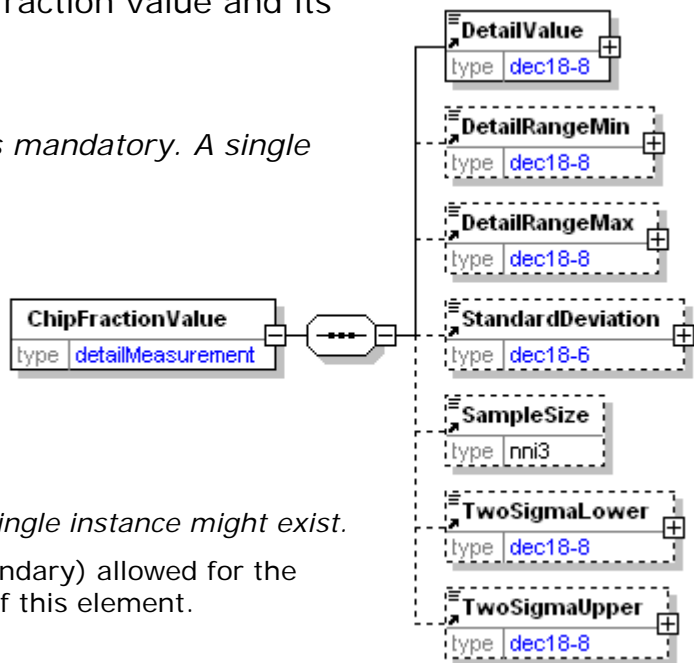 fraction value and its
s mandatory. A single
ingle instance might exist.
ndary) allowed for the
f this element.
ChipFractionValue
type detailMeasurement
DetailValue
type dec18-8
DetailRangeMin
type dec18-8
DetailRangeMax
type dec18-8
StandardDeviation
type dec18-6
SampleSize
type nni3
TwoSigmaLower
type dec18-8
TwoSigmaUpper
type dec18-8